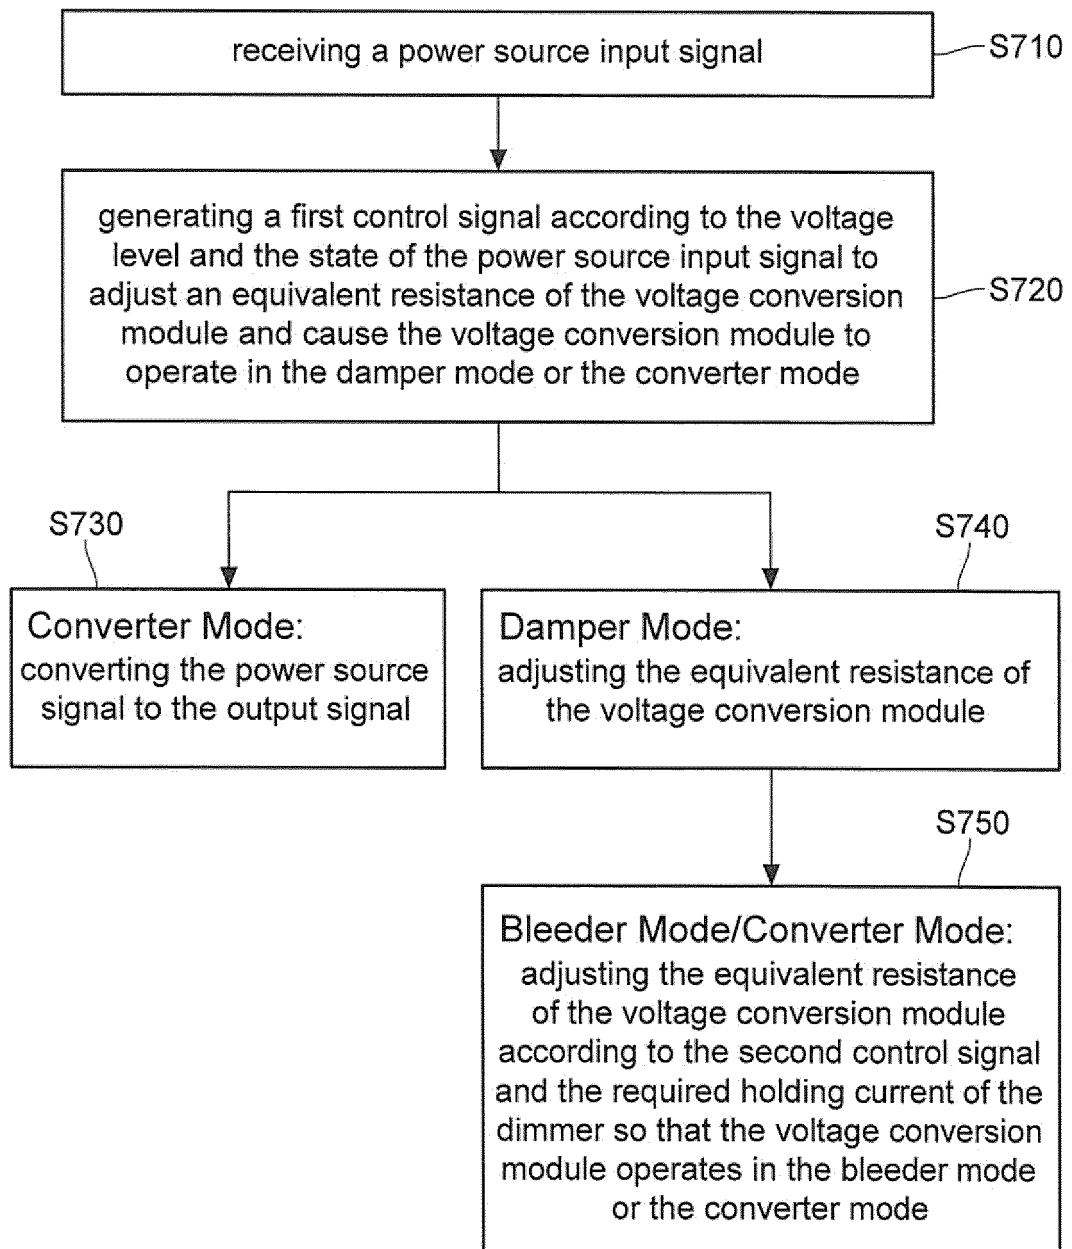 receiving a power source input signal
S710
generating a first control signal according to the voltage
level and the state of the power source input signal to
adjust an equivalent resistance of the voltage conversion
module and cause the voltage conversion module to
operate in the damper mode or the converter mode
S720
S730
Converter Mode:
converting the power source
signal to the output signal
S740
Damper Mode:
adjusting the equivalent resistance of
the voltage conversion module
S750
Bleeder Mode/Converter Mode:
adjusting the equivalent resistance
of the voltage conversion module
according to the second control signal
and the required holding current of the
dimmer so that the voltage conversion
module operates in the bleeder mode
or the converter mode